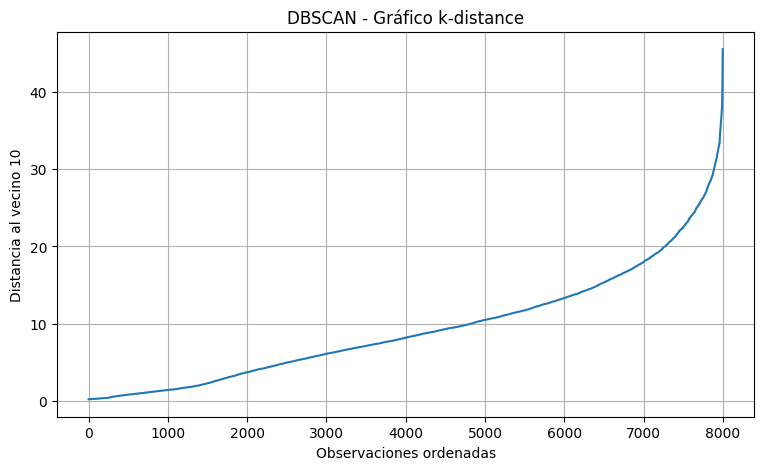 DBSCAN - Gráfico k-distance
Distancia al vecino 10
40
30
20
10
0
0 1000 2000 3000 4000 5000 6000 7000 8000
Observaciones ordenadas